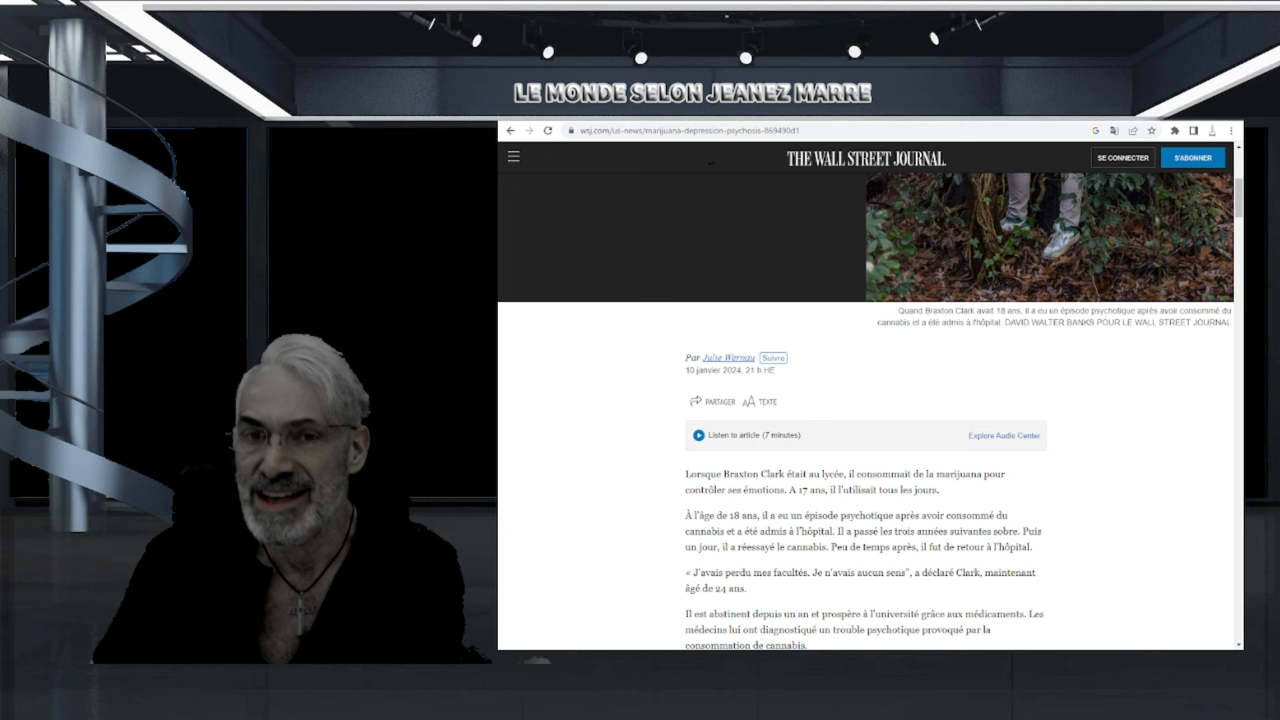 LE MONDE SELON JEANEZ MARRE
wsj.com/us-news/marijuana-depression-psychosis-869490d1
THE WALL STREET JOURNAL.
SE CONNECTER
S'ABONNER
Quand Braxton Clark avait 18 ans, il a eu un épisode psychotique après avoir consommé du
cannabis et a été admis à l'hôpital. DAVID WALTER BANKS POUR LE WALL STREET JOURNAL
Par Julie Wernau Suivre
10 janvier 2024, 21 h HE
PARTAGER AA TEXTE
Listen to article (7 minutes)
Explore Audio Center
Lorsque Braxton Clark était au lycée, il consommait de la marijuana pour
contrôler ses émotions. A 17 ans, il l'utilisait tous les jours.
À l'âge de 18 ans, il a eu un épisode psychotique après avoir consommé du
cannabis et a été admis à l'hôpital. Il a passé les trois années suivantes sobre. Puis
un jour, il a réessayé le cannabis. Peu de temps après, il fut de retour à l'hôpital.
« J'avais perdu mes facultés. Je n'avais aucun sens", a déclaré Clark, maintenant
âgé de 24 ans.
Il est abstinent depuis un an et prospère à l'université grâce aux médicaments. Les
médecins lui ont diagnostiqué un trouble psychotique provoqué par la
consommation de cannabis.